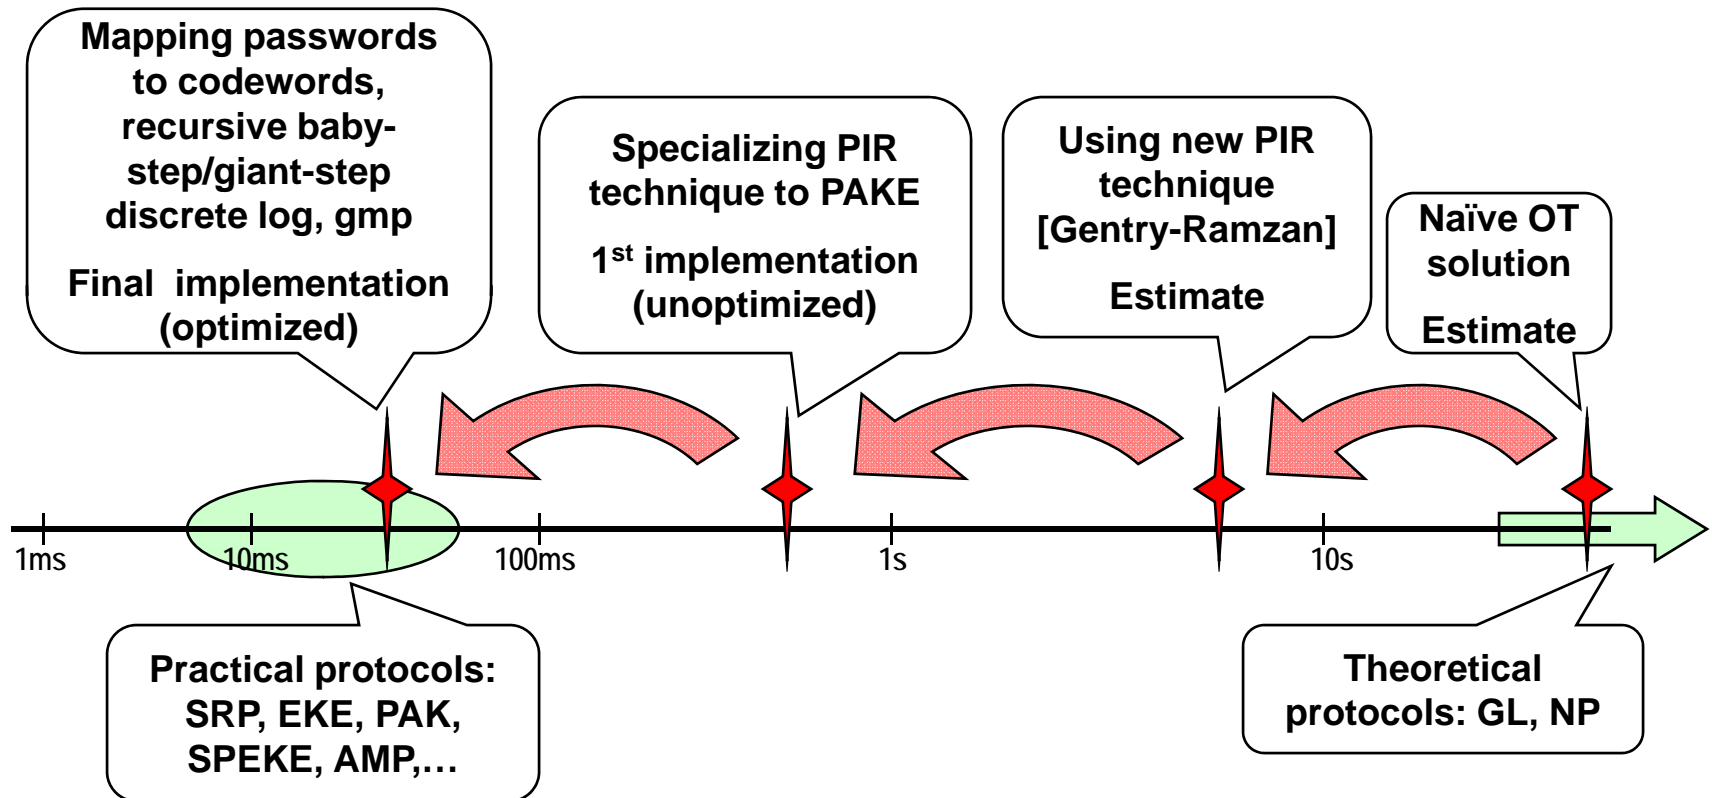 Mapping passwords
to codewords,
recursive baby-
step/giant-step
discrete log, gmp
Final implementation
(optimized)
Specializing PIR
technique to PAKE
1st implementation
(unoptimized)
Using new PIR
technique
[Gentry-Ramzan]
Estimate
Naïve OT
solution
Estimate
1ms
10ms
100ms
1s
10s
Practical protocols:
SRP, EKE, PAK,
SPEKE, AMP,…
Theoretical
protocols: GL, NP